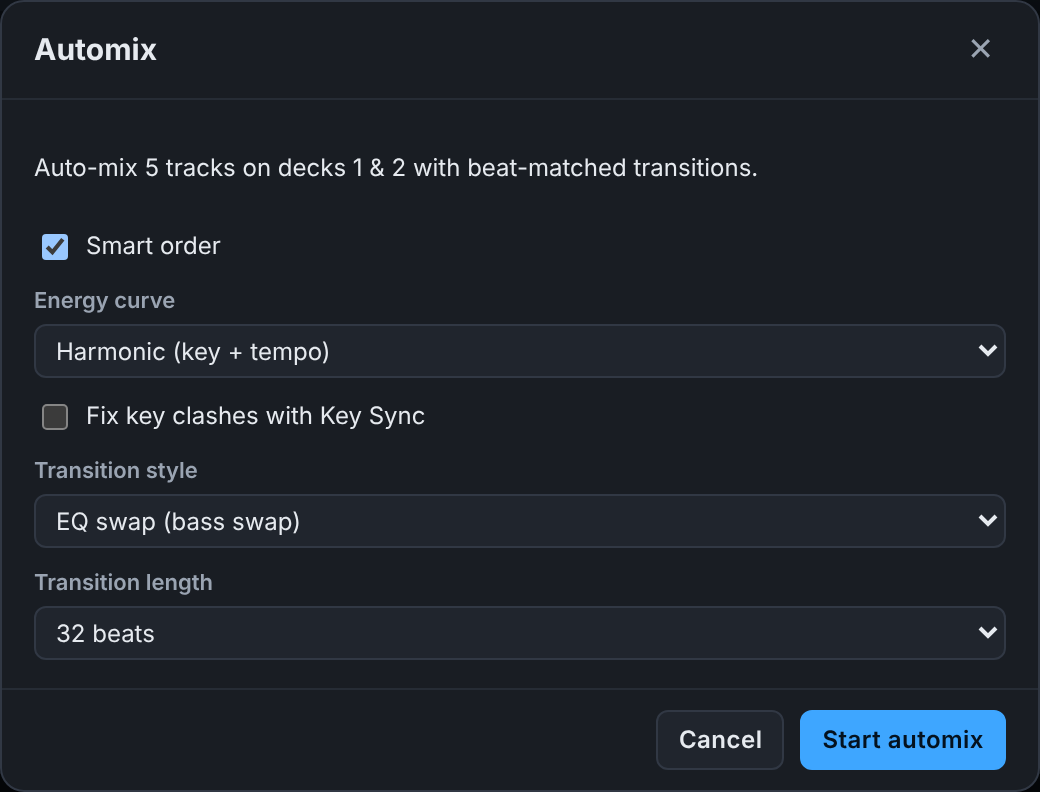 Automix
Auto-mix 5 tracks on decks 1 & 2 with beat-matched transitions.
Smart order
Energy curve
Harmonic (key + tempo)
Fix key clashes with Key Sync
Transition style
EQ swap (bass swap)
Transition length
32 beats
Cancel
Start automix